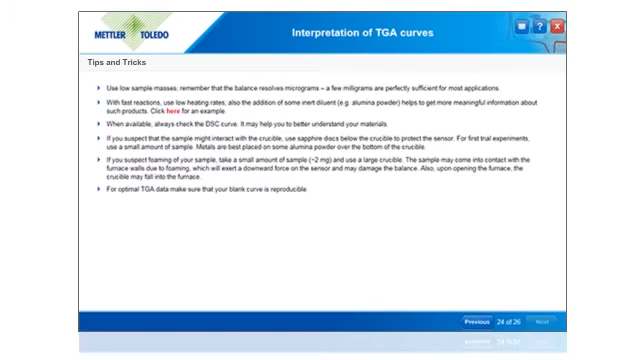 METTLER TOLEDO
Interpretation of TGA curves
?
X
Tips and Tricks
Use low sample masses; remember that the balance resolves micrograms – a few milligrams are perfectly sufficient for most applications.
With fast reactions, use low heating rates, also the addition of some inert diluent (e.g. alumina powder) helps to get more meaningful information about
such products. Click here for an example.
When available, always check the DSC curve. It may help you to better understand your materials.
If you suspect that the sample might interact with the crucible, use sapphire discs below the crucible to protect the sensor. For first trial experiments,
use a small amount of sample. Metals are best placed on some alumina powder over the bottom of the crucible.
If you suspect foaming of your sample, take a small amount of sample (~2 mg) and use a large crucible. The sample may come into contact with the
furnace walls due to foaming, which will exert a downward force on the sensor and may damage the balance. Also, upon opening the furnace, the
crucible may fall into the furnace.
For optimal TGA data make sure that your blank curve is reproducible.
Previous 24 of 26 Next